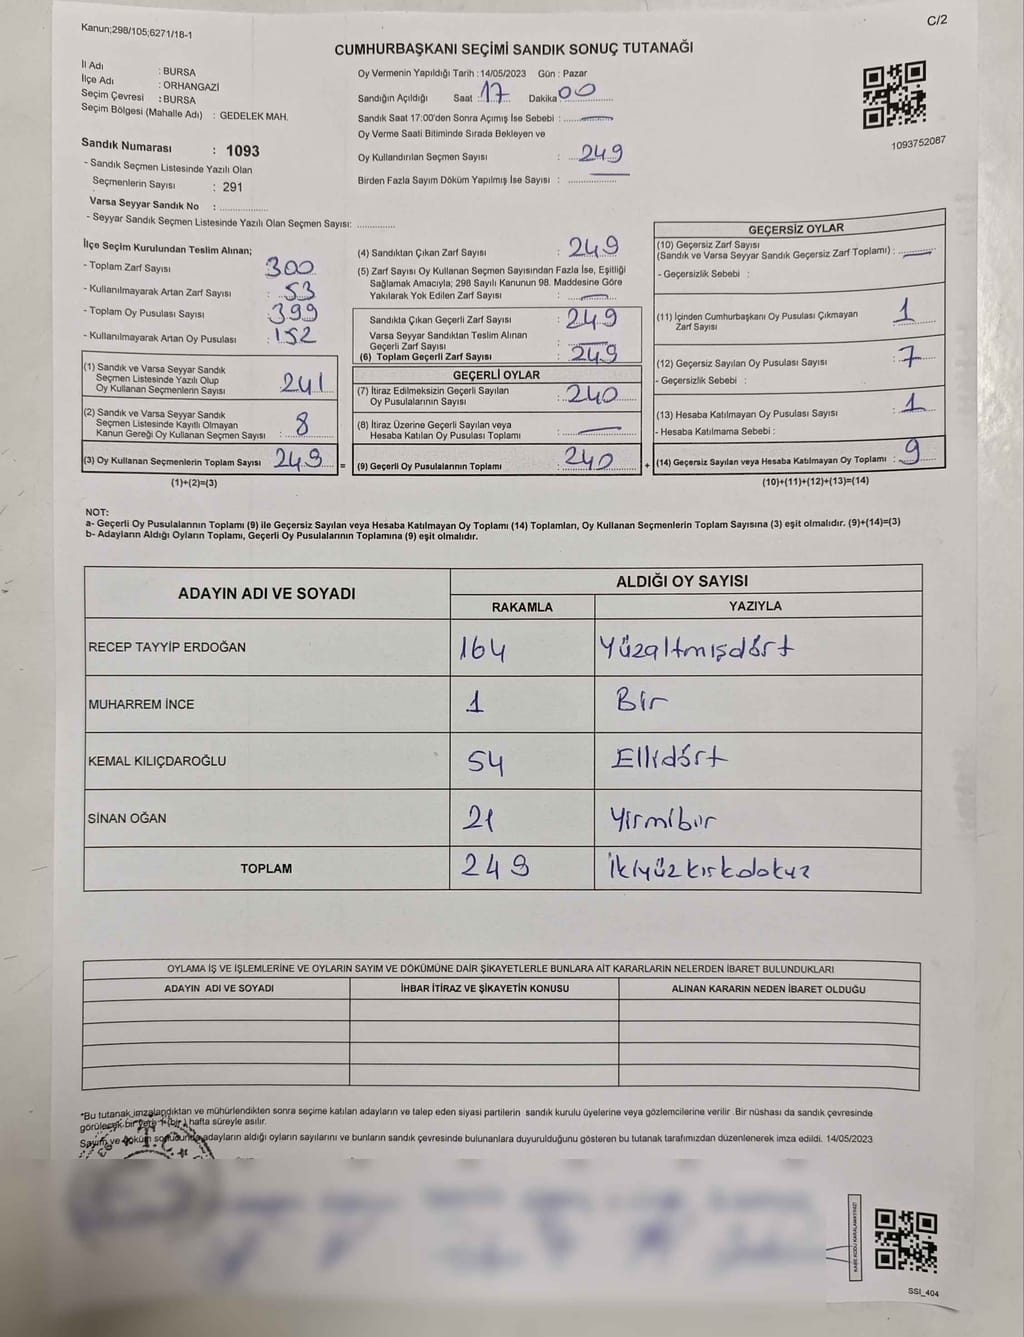 Kanun;298/105;6271/18-1
C/2
CUMHURBAŞKANI SEÇİMİ SANDIK SONUÇ TUTANAĞI
İl Adı : BURSA
İlçe Adı : ORHANGAZİ
Seçim Çevresi : BURSA
Seçim Bölgesi (Mahalle Adı) : GEDELEK MAH.
Oy Vermenin Yapıldığı Tarih :14/05/2023 Gün : Pazar
Sandığın Açıldığı Saat : 17 Dakika : 00
Sandık Saat 17:00'den Sonra Açımış İse Sebebi :
Oy Verme Saati Bitiminde Sırada Bekleyen ve
Oy Kullandırılan Seçmen Sayısı : 249
Birden Fazla Sayım Döküm Yapılmış İse Sayısı :
1093752087
Sandık Numarası : 1093
- Sandık Seçmen Listesinde Yazılı Olan
Seçmenlerin Sayısı : 291
Varsa Seyyar Sandık No :
- Seyyar Sandık Seçmen Listesinde Yazılı Olan Seçmen Sayısı:
İlçe Seçim Kurulundan Teslim Alınan;
- Toplam Zarf Sayısı : 300
- Kullanılmayarak Artan Zarf Sayısı : 53
- Toplam Oy Pusulası Sayısı : 399
- Kullanılmayarak Artan Oy Pusulası : 152
(1) Sandık ve Varsa Seyyar Sandık
Seçmen Listesinde Yazılı Olup
Oy Kullanan Seçmenlerin Sayısı : 241
(2) Sandık ve Varsa Seyyar Sandık
Seçmen Listesinde Kayıtlı Olmayan
Kanun Gereği Oy Kullanan Seçmen Sayısı : 8
(3) Oy Kullanan Seçmenlerin Toplam Sayısı : 249
(1)+(2)=(3)
(4) Sandıktan Çıkan Zarf Sayısı : 249
(5) Zarf Sayısı Oy Kullanan Seçmen Sayısından Fazla İse, Eşitliği
Sağlamak Amacıyla; 298 Sayılı Kanunun 98. Maddesine Göre
Yakılarak Yok Edilen Zarf Sayısı :
Sandıkta Çıkan Geçerli Zarf Sayısı : 249
Varsa Seyyar Sandıktan Teslim Alınan
Geçerli Zarf Sayısı :
(6) Toplam Geçerli Zarf Sayısı : 249
GEÇERLİ OYLAR
(7) İtiraz Edilmeksizin Geçerli Sayılan
Oy Pusulalarının Sayısı : 240
(8) İtiraz Üzerine Geçerli Sayılan veya
Hesaba Katılan Oy Pusulası Toplamı :
= (9) Geçerli Oy Pusulalarının Toplamı : 240 +
GEÇERSİZ OYLAR
(10) Geçersiz Zarf Sayısı
(Sandık ve Varsa Seyyar Sandık Geçersiz Zarf Toplamı) :
- Geçersizlik Sebebi :
(11) İçinden Cumhurbaşkanı Oy Pusulası Çıkmayan
Zarf Sayısı : 1
(12) Geçersiz Sayılan Oy Pusulası Sayısı : 7
- Geçersizlik Sebebi :
(13) Hesaba Katılmayan Oy Pusulası Sayısı : 1
- Hesaba Katılmama Sebebi :
(14) Geçersiz Sayılan veya Hesaba Katılmayan Oy Toplamı : 9
(10)+(11)+(12)+(13)=(14)
NOT:
a- Geçerli Oy Pusulalarının Toplamı (9) ile Geçersiz Sayılan veya Hesaba Katılmayan Oy Toplamı (14) Toplamları, Oy Kullanan Seçmenlerin Toplam Sayısına (3) eşit olmalıdır. (9)+(14)=(3)
b- Adayların Aldığı Oyların Toplamı, Geçerli Oy Pusulalarının Toplamına (9) eşit olmalıdır.
ADAYIN ADI VE SOYADI ALDIĞI OY SAYISI
RAKAMLA YAZIYLA
RECEP TAYYİP ERDOĞAN 164 Yüzaltmışdört
MUHARREM İNCE 1 Bir
KEMAL KILIÇDAROĞLU 54 Ellidört
SİNAN OĞAN 21 Yirmibir
TOPLAM 249 İkiyüzkırkdokuz
OYLAMA İŞ VE İŞLEMLERİNE VE OYLARIN SAYIM VE DÖKÜMÜNE DAİR ŞİKAYETLERLE BUNLARA AİT KARARLARIN NELERDEN İBARET BULUNDUKLARI
ADAYIN ADI VE SOYADI İHBAR İTİRAZ VE ŞİKAYETİN KONUSU ALINAN KARARIN NEDEN İBARET OLDUĞU
*Bu tutanak imzalandıktan ve mühürlendikten sonra seçime katılan adayların ve talep eden siyasi partilerin sandık kurulu üyelerine veya gözlemcilerine verilir .Bir nüshası da sandık çevresinde
görülecek bir yere 1 (bir ) hafta süreyle asılır.
Sayım ve döküm sonucunda adayların aldığı oyların sayılarını ve bunların sandık çevresinde bulunanlara duyurulduğunu gösteren bu tutanak tarafımızdan düzenlenerek imza edildi. 14/05/2023
T.C.
SSI_404